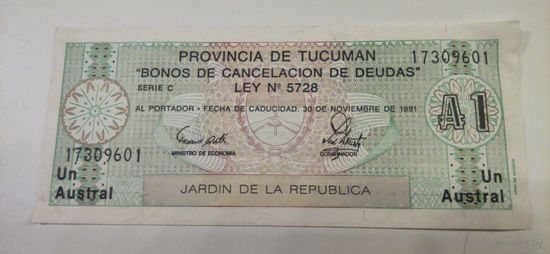 PROVINCIA DE TUCUMAN
17309601
"BONOS DE CANCELACION DE DEUDAS"
SERIE C
LEY Nº 5728
AL PORTADOR • FECHA DE CADUCIDAD: 30 DE NOVIEMBRE DE 1991
A1
17309601
MINISTRO DE ECONOMIA
GOBERNADOR
Un
Austral
Un
Austral
JARDIN DE LA REPUBLICA